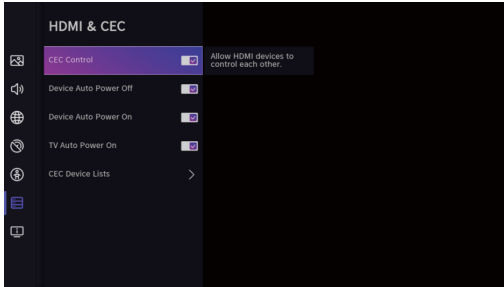 HDMI & CEC
CEC Control
Allow HDMI devices to
control each other.
Device Auto Power Off
Device Auto Power On
TV Auto Power On
CEC Device Lists